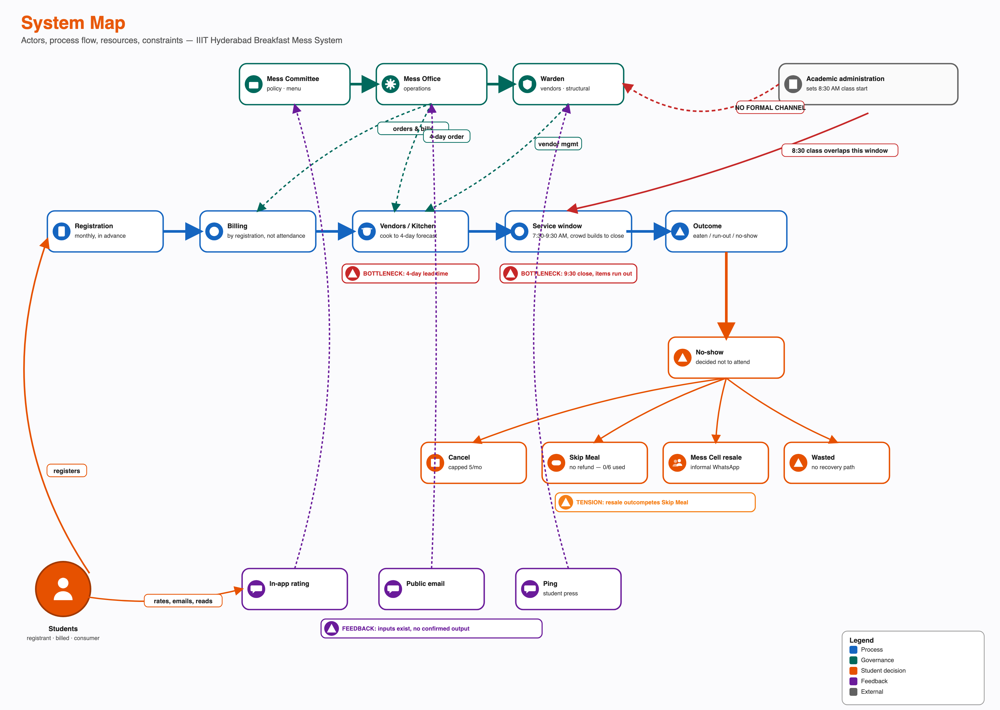 System Map
Actors, process flow, resources, constraints — IIIT Hyderabad Breakfast Mess System
Mess Committee
policy · menu
Mess Office
operations
Warden
vendors · structural
Academic administration
sets 8:30 AM class start
NO FORMAL CHANNEL
orders & bills
4-day order
vendor mgmt
8:30 class overlaps this window
Registration
monthly, in advance
Billing
by registration, not attendance
Vendors / Kitchen
cook to 4-day forecast
Service window
7:30-9:30 AM, crowd builds to close
Outcome
eaten / run-out / no-show
BOTTLENECK: 4-day lead time
BOTTLENECK: 9:30 close, items run out
No-show
decided not to attend
Cancel
capped 5/mo
Skip Meal
no refund — 0/6 used
Mess Cell resale
informal WhatsApp
Wasted
no recovery path
registers
TENSION: resale outcompetes Skip Meal
In-app rating
Public email
Ping
student press
rates, emails, reads
Students
registrant · billed · consumer
FEEDBACK: inputs exist, no confirmed output
Legend
Process
Governance
Student decision
Feedback
External